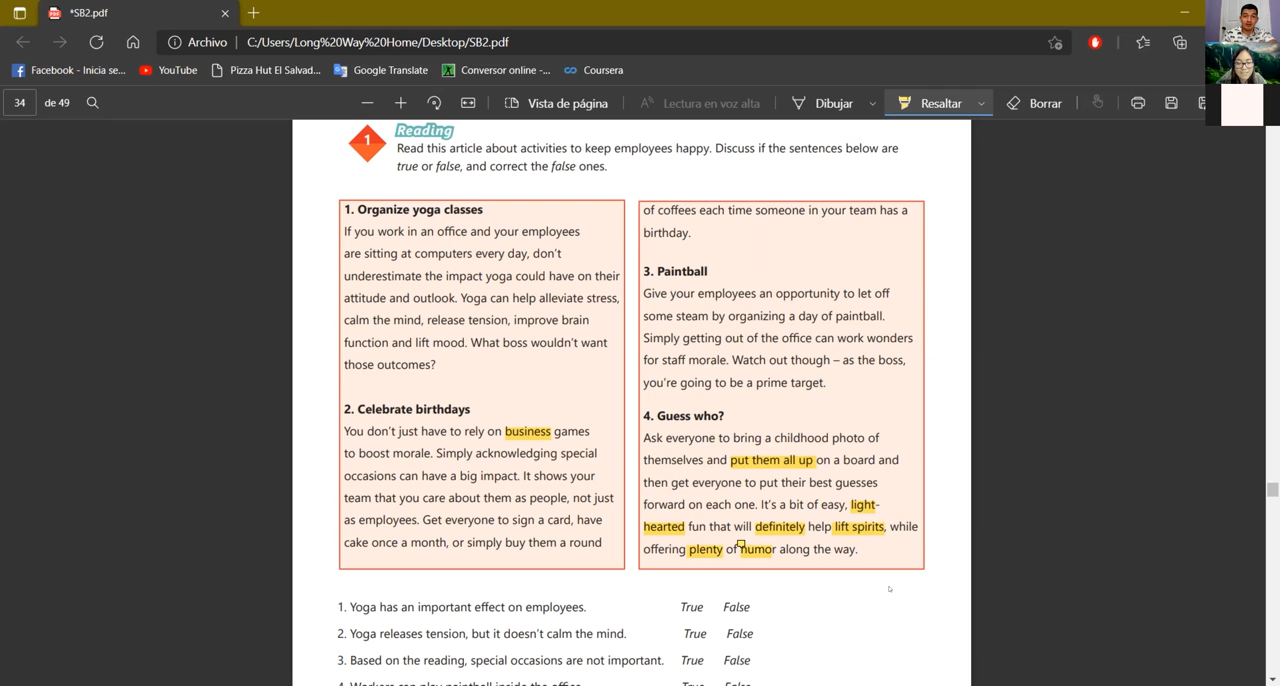 *SB2.pdf
Archivo C:/Users/Long%20Way%20Home/Desktop/SB2.pdf
Facebook - Inicia se... YouTube Pizza Hut El Salvad... Google Translate Conversor online -... Coursera
34 de 49 Vista de página Lectura en voz alta Dibujar Resaltar Borrar
1 Reading
Read this article about activities to keep employees happy. Discuss if the sentences below are
true or false, and correct the false ones.
1. Organize yoga classes
If you work in an office and your employees
are sitting at computers every day, don't
underestimate the impact yoga could have on their
attitude and outlook. Yoga can help alleviate stress,
calm the mind, release tension, improve brain
function and lift mood. What boss wouldn't want
those outcomes?
2. Celebrate birthdays
You don't just have to rely on business games
to boost morale. Simply acknowledging special
occasions can have a big impact. It shows your
team that you care about them as people, not just
as employees. Get everyone to sign a card, have
cake once a month, or simply buy them a round
of coffees each time someone in your team has a
birthday.
3. Paintball
Give your employees an opportunity to let off
some steam by organizing a day of paintball.
Simply getting out of the office can work wonders
for staff morale. Watch out though – as the boss,
you're going to be a prime target.
4. Guess who?
Ask everyone to bring a childhood photo of
themselves and put them all up on a board and
then get everyone to put their best guesses
forward on each one. It's a bit of easy, light-
hearted fun that will definitely help lift spirits, while
offering plenty of humor along the way.
1. Yoga has an important effect on employees. True False
2. Yoga releases tension, but it doesn't calm the mind. True False
3. Based on the reading, special occasions are not important. True False
4. Workers can play paintball inside the office. True False